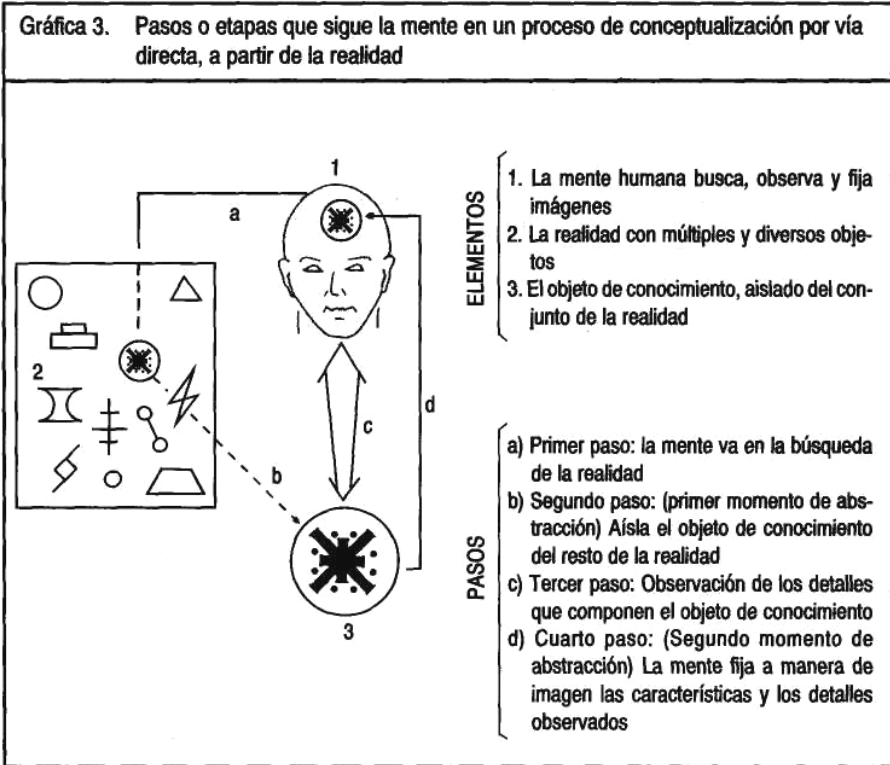 Gráfica 3. Pasos o etapas que sigue la mente en un proceso de conceptualización por vía
directa, a partir de la realidad
1
a
2
b
c
d
3
ELEMENTOS
1. La mente humana busca, observa y fija
imágenes
2. La realidad con múltiples y diversos obje-
tos
3. El objeto de conocimiento, aislado del con-
junto de la realidad
PASOS
a) Primer paso: la mente va en la búsqueda
de la realidad
b) Segundo paso: (primer momento de abs-
tracción) Aísla el objeto de conocimiento
del resto de la realidad
c) Tercer paso: Observación de los detalles
que componen el objeto de conocimiento
d) Cuarto paso: (Segundo momento de
abstracción) La mente fija a manera de
imagen las características y los detalles
observados